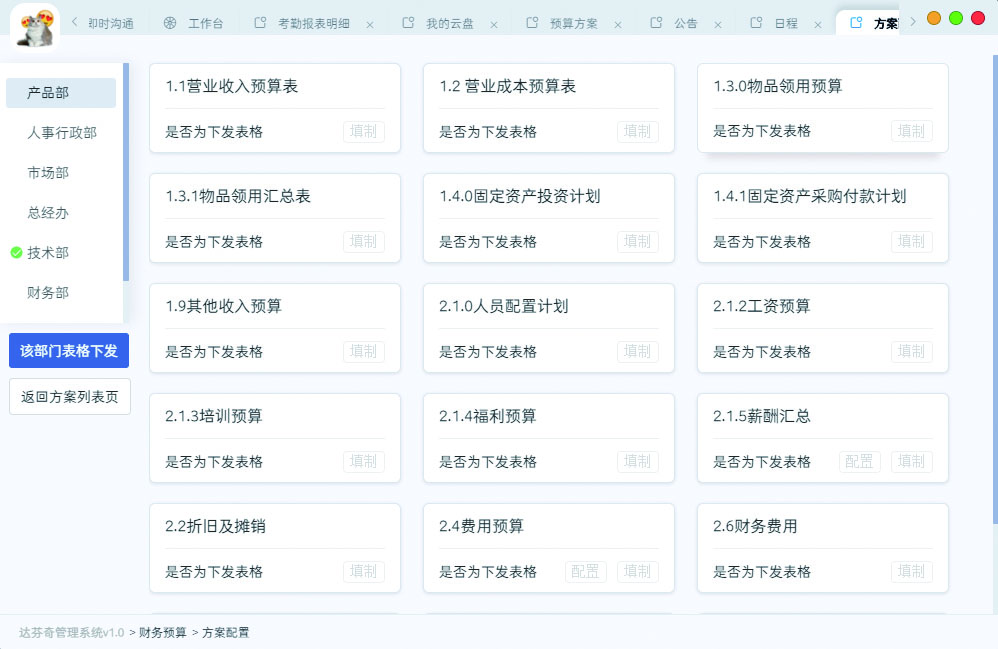 即时沟通 工作台 考勤报表明细 我的云盘 预算方案 公告 日程 方案
产品部
人事行政部
市场部
总经办
技术部
财务部
该部门表格下发
返回方案列表页
1.1营业收入预算表
是否为下发表格 填制
1.2 营业成本预算表
是否为下发表格 填制
1.3.0物品领用预算
是否为下发表格 填制
1.3.1物品领用汇总表
是否为下发表格 填制
1.4.0固定资产投资计划
是否为下发表格 填制
1.4.1固定资产采购付款计划
是否为下发表格 填制
1.9其他收入预算
是否为下发表格 填制
2.1.0人员配置计划
是否为下发表格 填制
2.1.2工资预算
是否为下发表格 填制
2.1.3培训预算
是否为下发表格 填制
2.1.4福利预算
是否为下发表格 填制
2.1.5薪酬汇总
是否为下发表格 配置 填制
2.2折旧及摊销
是否为下发表格 填制
2.4费用预算
是否为下发表格 配置 填制
2.6财务费用
是否为下发表格 填制
达芬奇管理系统v1.0 > 财务预算 > 方案配置